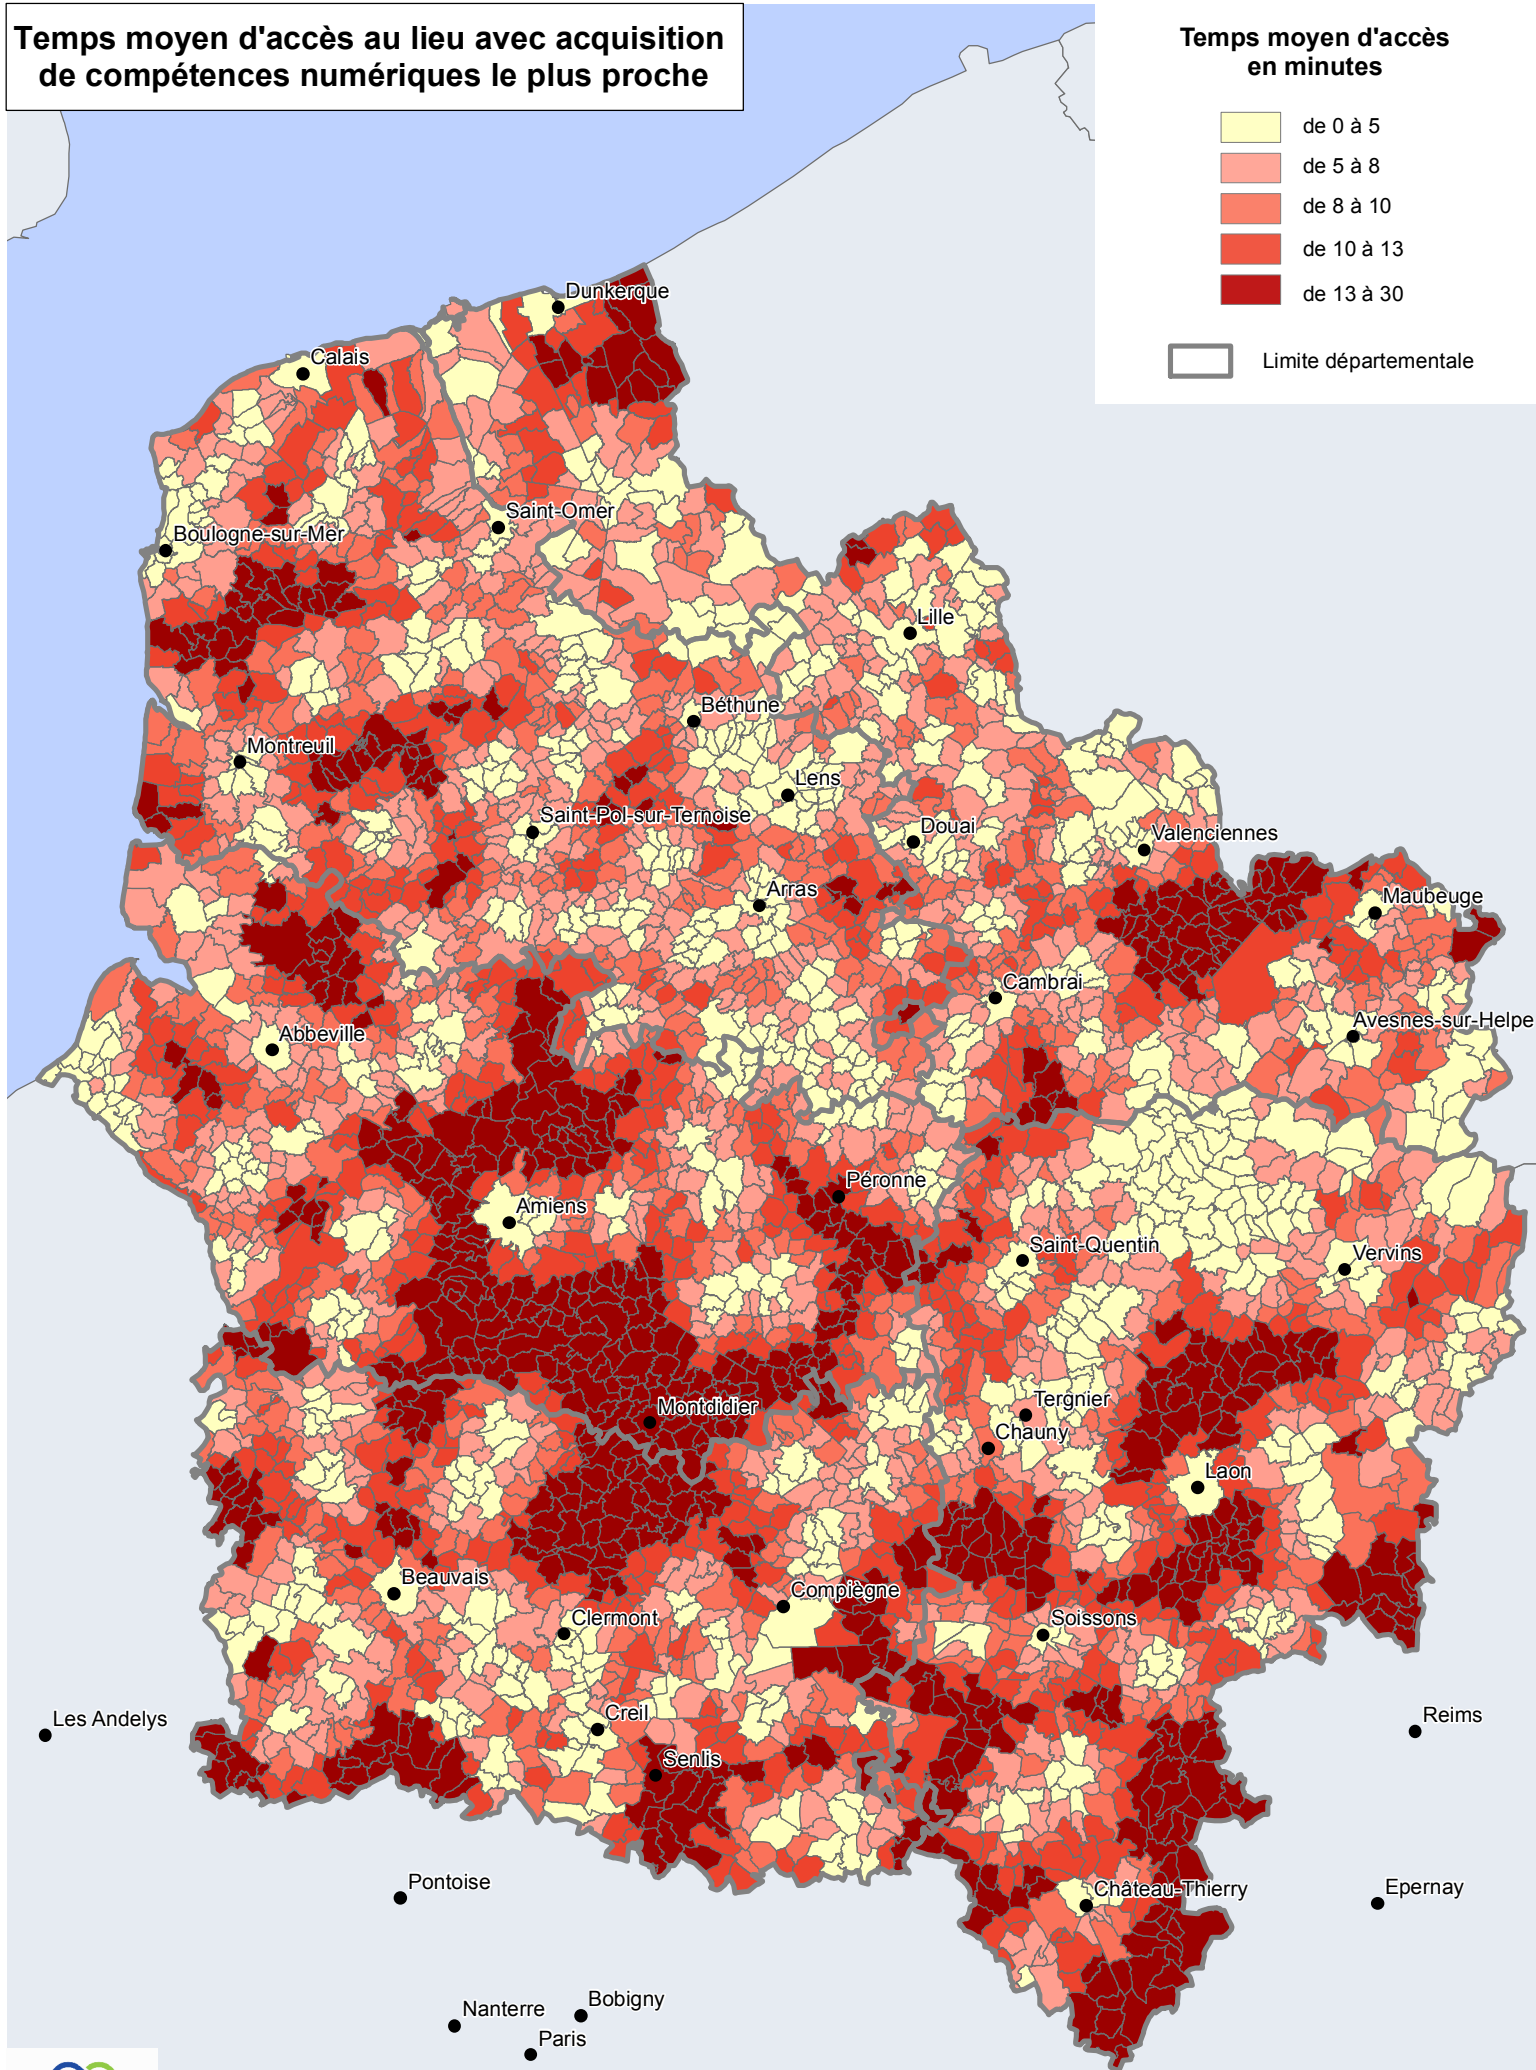 Temps moyen d'accès au lieu avec acquisition
de compétences numériques le plus proche
Temps moyen d'accès
en minutes
de 0 à 5
de 5 à 8
de 8 à 10
de 10 à 13
de 13 à 30
Limite départementale
Dunkerque
Calais
Saint-Omer
Boulogne-sur-Mer
Lille
Béthune
Montreuil
Lens
Saint-Pol-sur-Ternoise
Douai
Valenciennes
Arras
Maubeuge
Cambrai
Avesnes-sur-Helpe
Abbeville
Péronne
Amiens
Saint-Quentin
Vervins
Tergnier
Montdidier
Chauny
Laon
Beauvais
Compiègne
Clermont
Soissons
Les Andelys
Creil
Reims
Senlis
Pontoise
Château-Thierry
Epernay
Nanterre
Bobigny
Paris